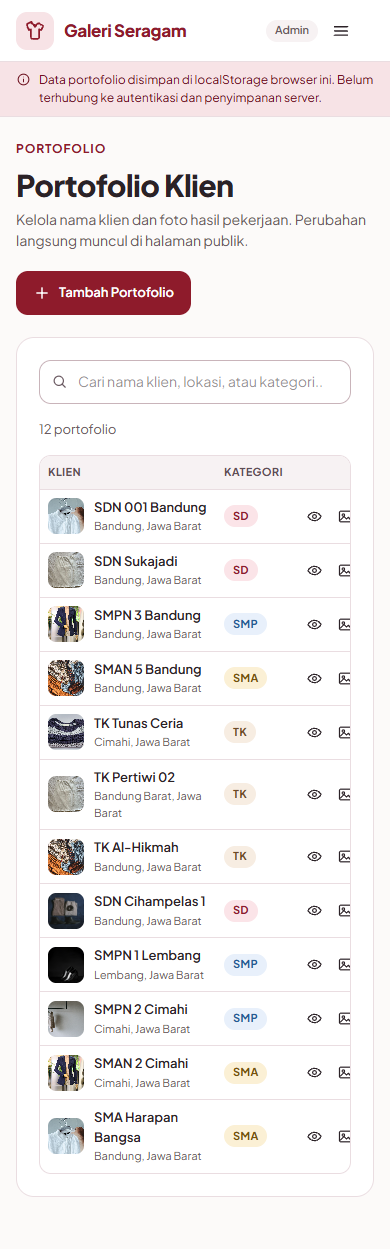 Galeri Seragam
Admin
Data portofolio disimpan di localStorage browser ini. Belum
terhubung ke autentikasi dan penyimpanan server.
PORTOFOLIO
Portofolio Klien
Kelola nama klien dan foto hasil pekerjaan. Perubahan
langsung muncul di halaman publik.
Tambah Portofolio
Cari nama klien, lokasi, atau kategori..
12 portofolio
KLIEN KATEGORI
SDN 001 Bandung
Bandung, Jawa Barat
SD
SDN Sukajadi
Bandung, Jawa Barat
SD
SMPN 3 Bandung
Bandung, Jawa Barat
SMP
SMAN 5 Bandung
Bandung, Jawa Barat
SMA
TK Tunas Ceria
Cimahi, Jawa Barat
TK
TK Pertiwi 02
Bandung Barat, Jawa
Barat
TK
TK Al-Hikmah
Bandung, Jawa Barat
TK
SDN Cihampelas 1
Bandung, Jawa Barat
SD
SMPN 1 Lembang
Lembang, Jawa Barat
SMP
SMPN 2 Cimahi
Cimahi, Jawa Barat
SMP
SMAN 2 Cimahi
Cimahi, Jawa Barat
SMA
SMA Harapan
Bangsa
Bandung, Jawa Barat
SMA